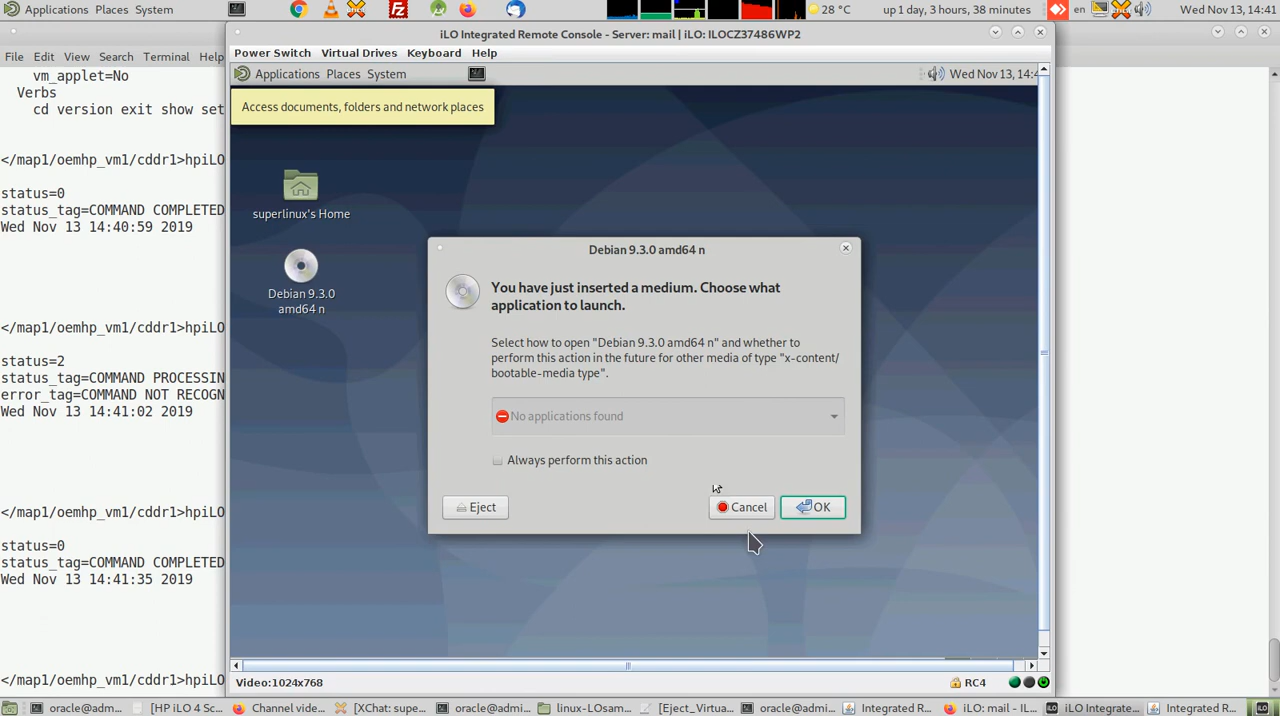 Applications Places System
28 °C
up 1 day, 3 hours, 38 minutes
en
Wed Nov 13, 14:41
iLO Integrated Remote Console - Server: mail | iLO: ILOCZ37486WP2
File Edit View Search Terminal Help
Power Switch Virtual Drives Keyboard Help
Applications Places System
Wed Nov 13, 14:4
Access documents, folders and network places
vm_applet=No
Verbs
cd version exit show set
</map1/oemhp_vm1/cddr1>hpiLO
status=0
status_tag=COMMAND COMPLETED
Wed Nov 13 14:40:59 2019
</map1/oemhp_vm1/cddr1>hpiLO
status=2
status_tag=COMMAND PROCESSIN
error_tag=COMMAND NOT RECOGN
Wed Nov 13 14:41:02 2019
</map1/oemhp_vm1/cddr1>hpiLO
status=0
status_tag=COMMAND COMPLETED
Wed Nov 13 14:41:35 2019
</map1/oemhp_vm1/cddr1>hpiLO
superlinux's Home
Debian 9.3.0
amd64 n
Debian 9.3.0 amd64 n
You have just inserted a medium. Choose what
application to launch.
Select how to open "Debian 9.3.0 amd64 n" and whether to
perform this action in the future for other media of type "x-content/
bootable-media type".
No applications found
Always perform this action
Eject
Cancel
OK
Video:1024x768
RC4
oracle@adm...
[HP iLO 4 Sc...
Channel vide...
[XChat: supe...
oracle@admi...
linux-LOsam...
[Eject_Virtua...
oracle@admi...
Integrated R...
iLO: mail - IL...
iLO Integrate...
Integrated R...
iLO